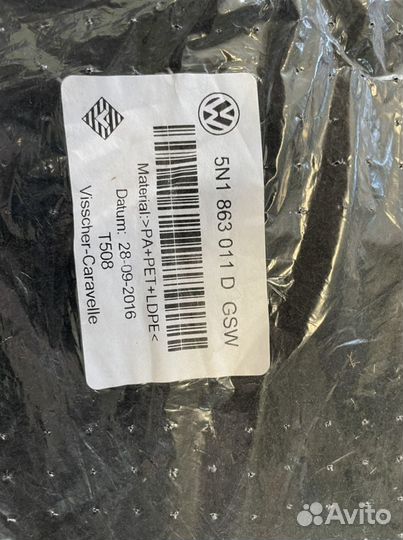 5N1 863 011 D GSW
Material:>PA+PET+LDPE<
Datum: 28-09-2016
T508
Visscher-Caravelle
Avito